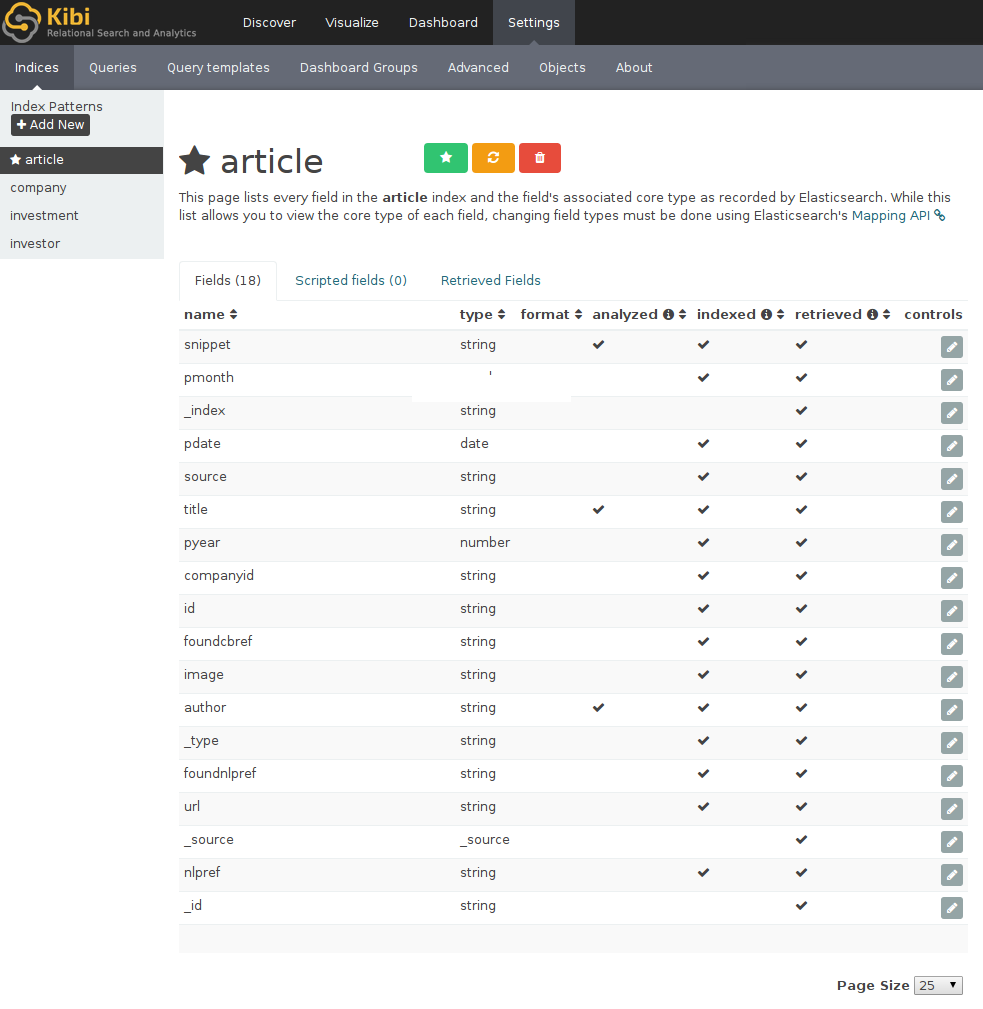 Kibi
Relational Search and Analytics
Discover Visualize Dashboard Settings
Indices Queries Query templates Dashboard Groups Advanced Objects About
Index Patterns
Add New
article
company
investment
investor
article
This page lists every field in the article index and the field's associated core type as recorded by Elasticsearch. While this
list allows you to view the core type of each field, changing field types must be done using Elasticsearch's Mapping API
Fields (18) Scripted fields (0) Retrieved Fields
name type format analyzed indexed retrieved controls
snippet string
pmonth
_index string
pdate date
source string
title string
pyear number
companyid string
id string
foundcbref string
image string
author string
_type string
foundnlpref string
url string
_source _source
nlpref string
_id string
Page Size 25